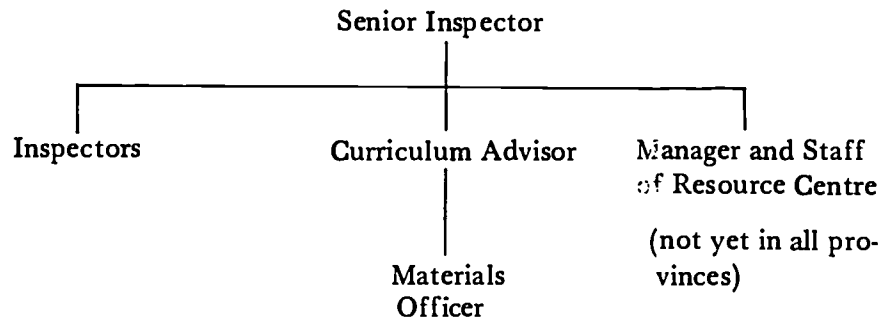 Senior Inspector
Inspectors
Curriculum Advisor
Manager and Staff
of Resource Centre
(not yet in all pro-
vinces)
Materials
Officer